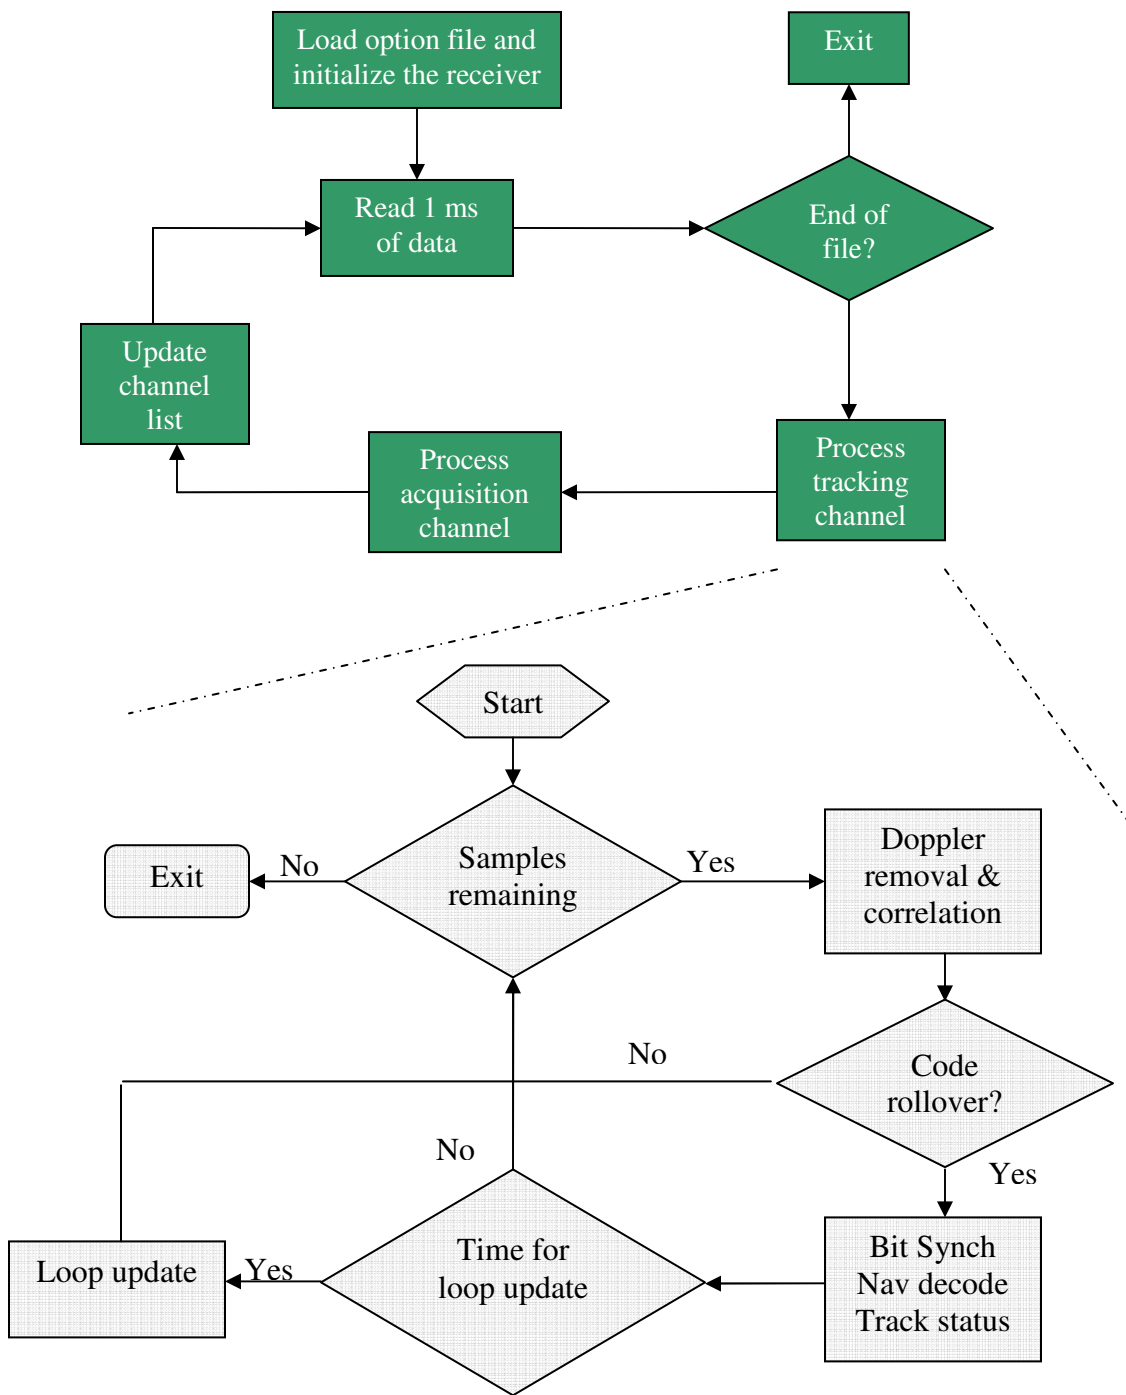 Load option file and
initialize the receiver
Exit
Read 1 ms
of data
End of
file?
Update
channel
list
Process
acquisition
channel
Process
tracking
channel
Start
Samples
remaining
No
Exit
Yes
Doppler
removal &
correlation
No
Code
rollover?
No
Yes
Loop update
Yes
Time for
loop update
Bit Synch
Nav decode
Track status